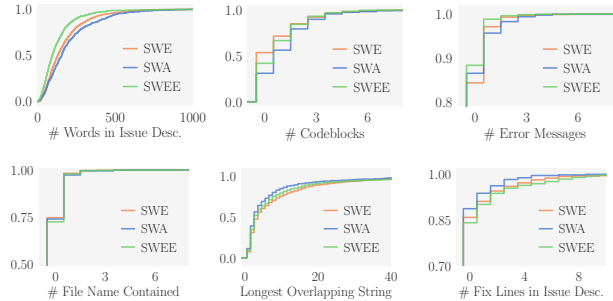 1.0
0.5
0.0
SWE
SWA
SWEE
0 500 1000
# Words in Issue Desc.
1.0
0.5
0.0
SWE
SWA
SWEE
0 3 6
# Codeblocks
1.0
0.9
0.8
SWE
SWA
SWEE
0 3 6
# Error Messages
1.00
0.75
0.50
SWE
SWA
SWEE
0 3 6
# File Name Contained
1.0
0.5
0.0
SWE
SWA
SWEE
0 20 40
Longest Overlapping String
1.00
0.85
0.70
SWE
SWA
SWEE
0 4 8
# Fix Lines in Issue Desc.